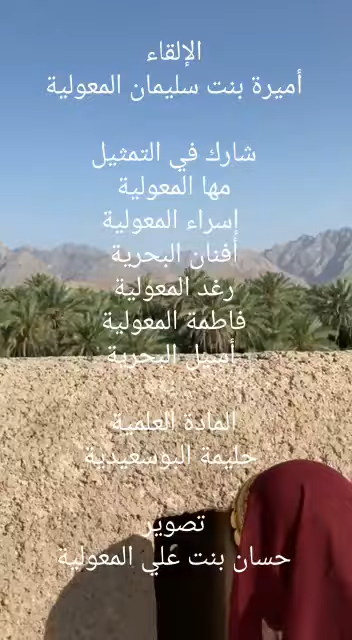 الإلقاء
أميرة بنت سليمان المعولية
شارك في التمثيل
مها المعولية
إسراء المعولية
أفنان البحرية
رغد المعولية
فاطمة المعولية
أميل البحرية
المادة العلمية
حليمة البوسعيدية
تصوير
حسان بنت علي المعولية